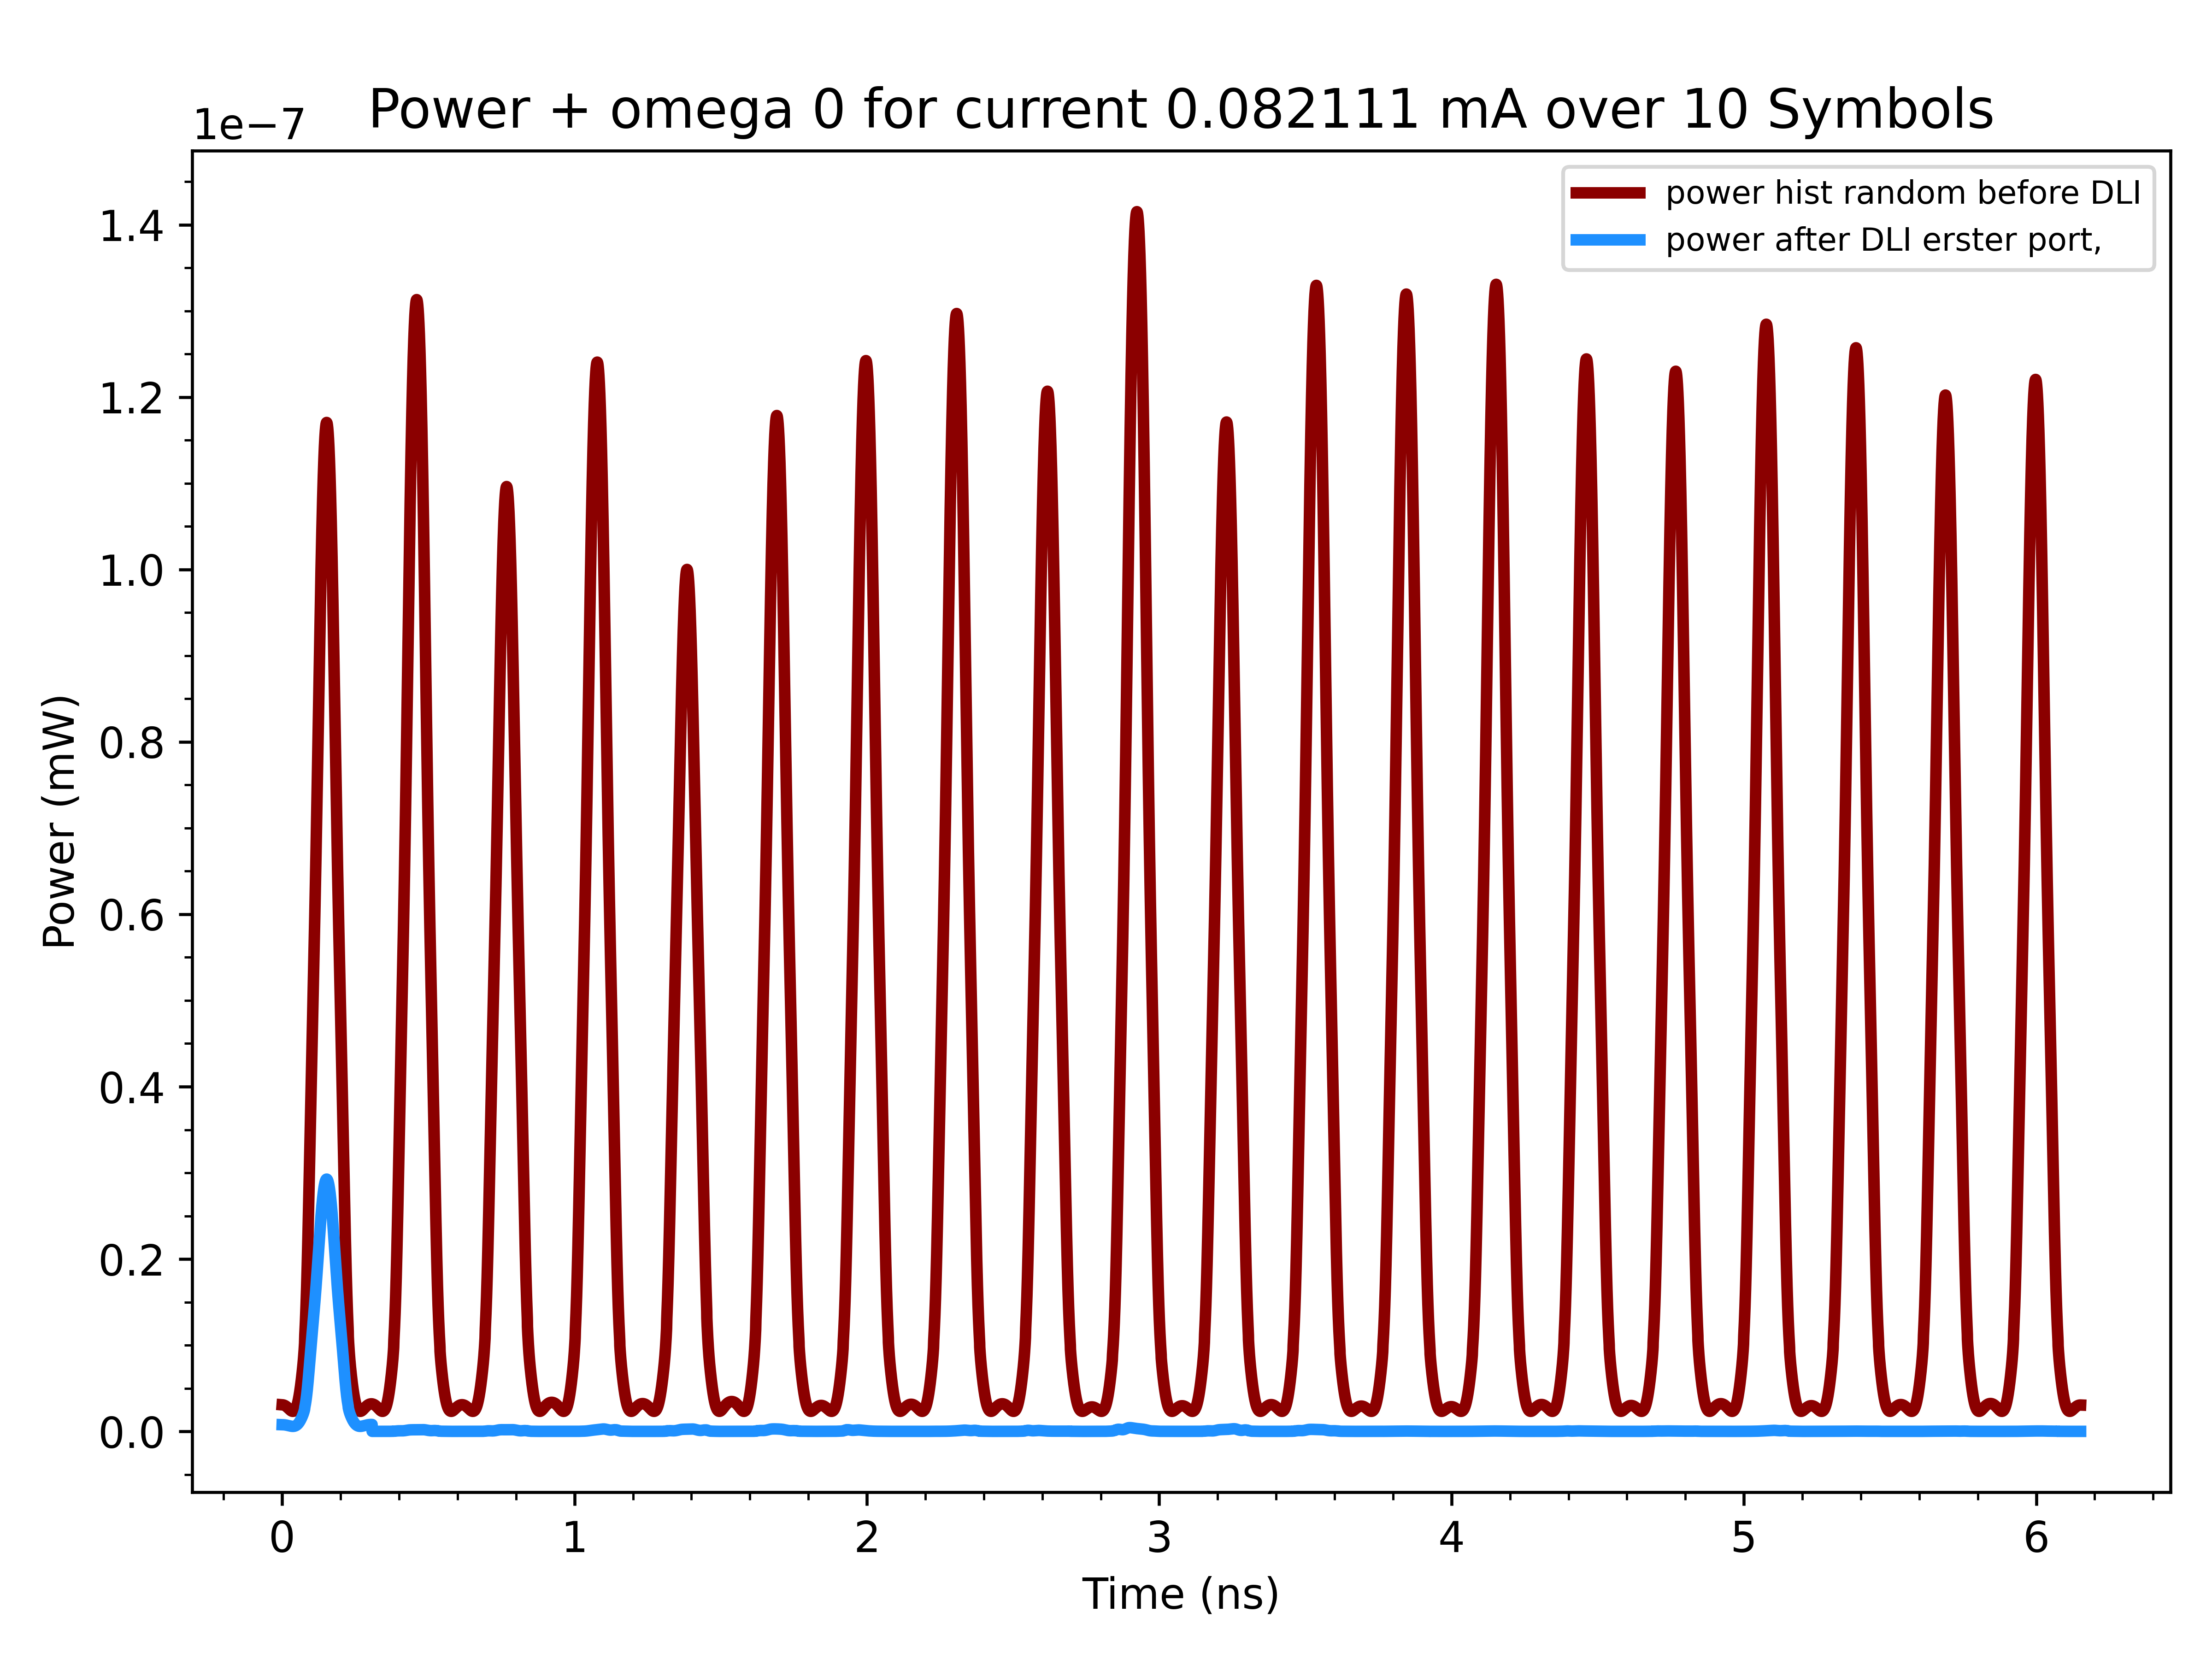 Power + omega 0 for current 0.082111 mA over 10 Symbols
1e−7
power hist random before DLI
power after DLI erster port,
1.4
1.2
1.0
0.8
0.6
0.4
0.2
0.0
Power (mW)
0 1 2 3 4 5 6
Time (ns)